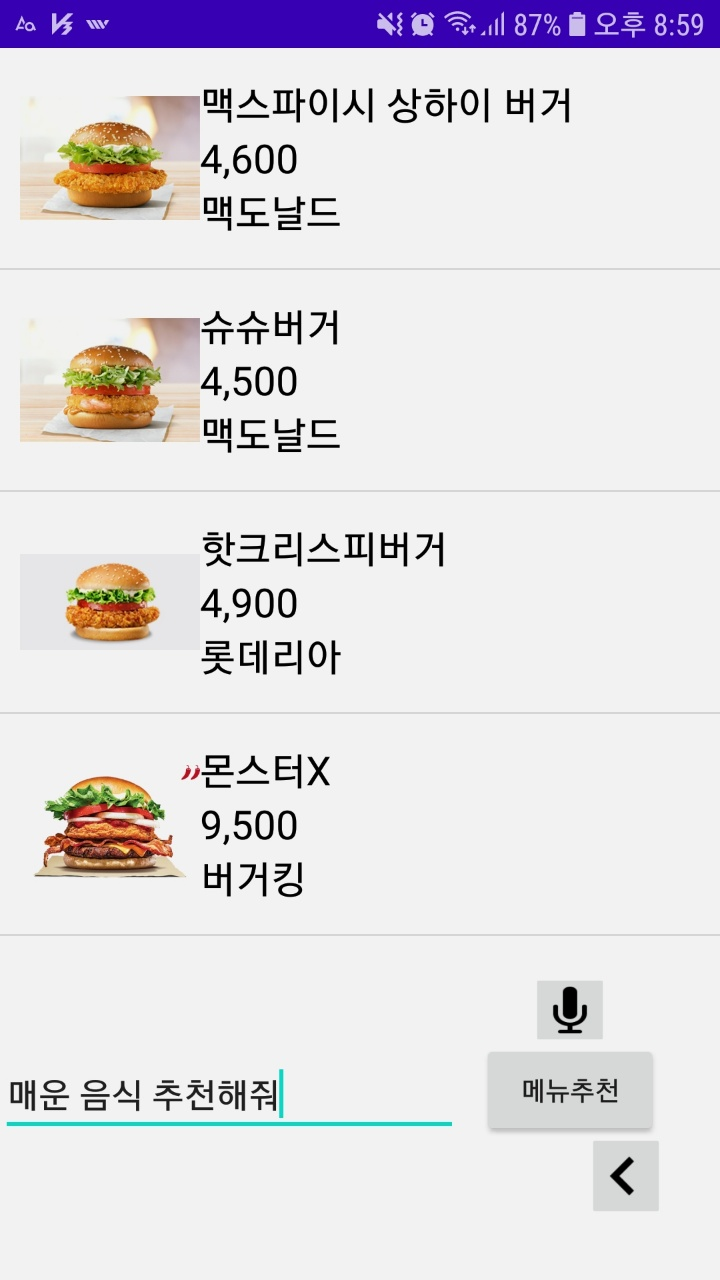 87% 오후 8:59
맥스파이시 상하이 버거
4,600
맥도날드
슈슈버거
4,500
맥도날드
핫크리스피버거
4,900
롯데리아
몬스터X
9,500
버거킹
매운 음식 추천해줘
메뉴추천